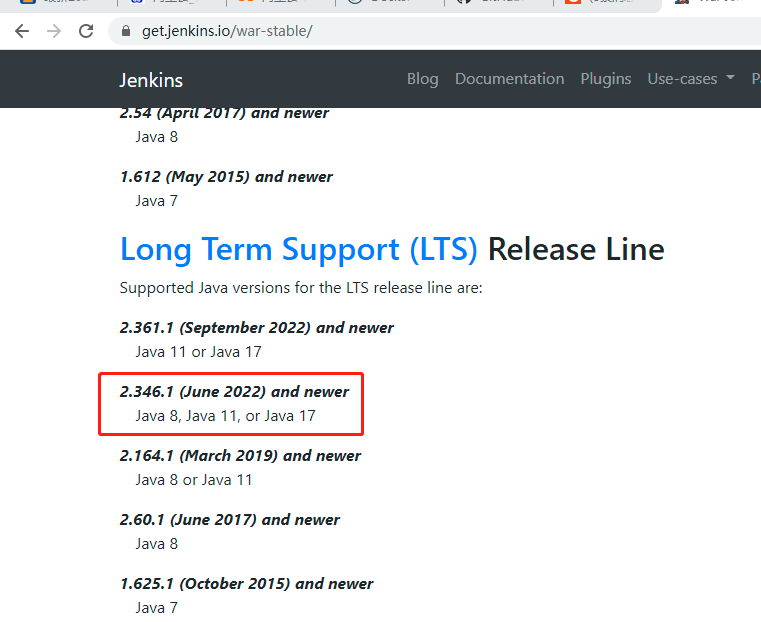 get.jenkins.io/war-stable/
Jenkins Blog Documentation Plugins Use-cases
2.54 (April 2017) and newer
Java 8
1.612 (May 2015) and newer
Java 7
Long Term Support (LTS) Release Line
Supported Java versions for the LTS release line are:
2.361.1 (September 2022) and newer
Java 11 or Java 17
2.346.1 (June 2022) and newer
Java 8, Java 11, or Java 17
2.164.1 (March 2019) and newer
Java 8 or Java 11
2.60.1 (June 2017) and newer
Java 8
1.625.1 (October 2015) and newer
Java 7